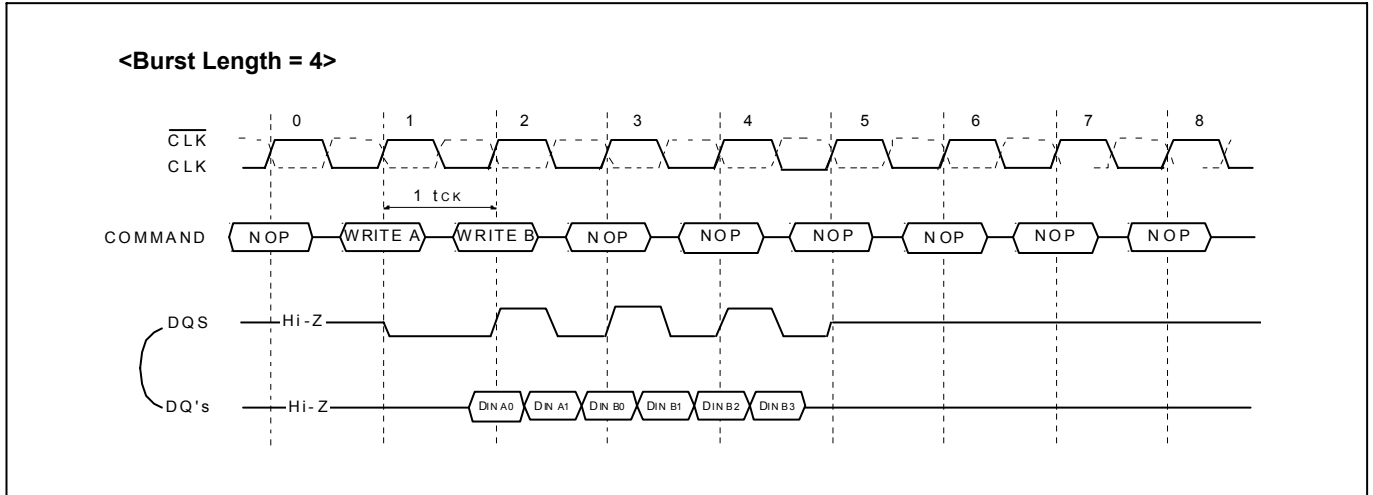 <Burst Length = 4>
0 1 2 3 4 5 6 7 8
CLK
CLK
1 tCK
COMMAND NOP WRITE A WRITE B NOP NOP NOP NOP NOP NOP
DQS Hi-Z
DQ's Hi-Z DIN A0 DIN A1 DIN B0 DIN B1 DIN B2 DIN B3